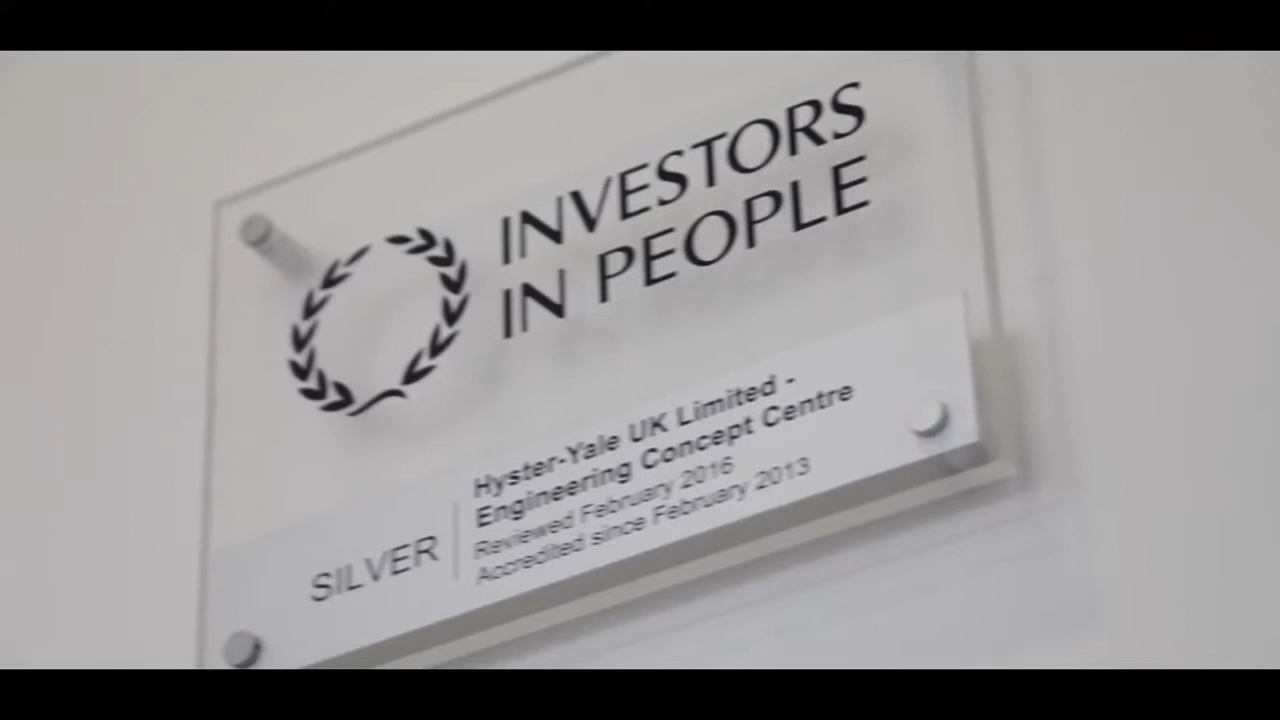 INVESTORS
IN PEOPLE
SILVER
Hyster-Yale UK Limited -
Engineering Concept Centre
Reviewed February 2016
Accredited since February 2013